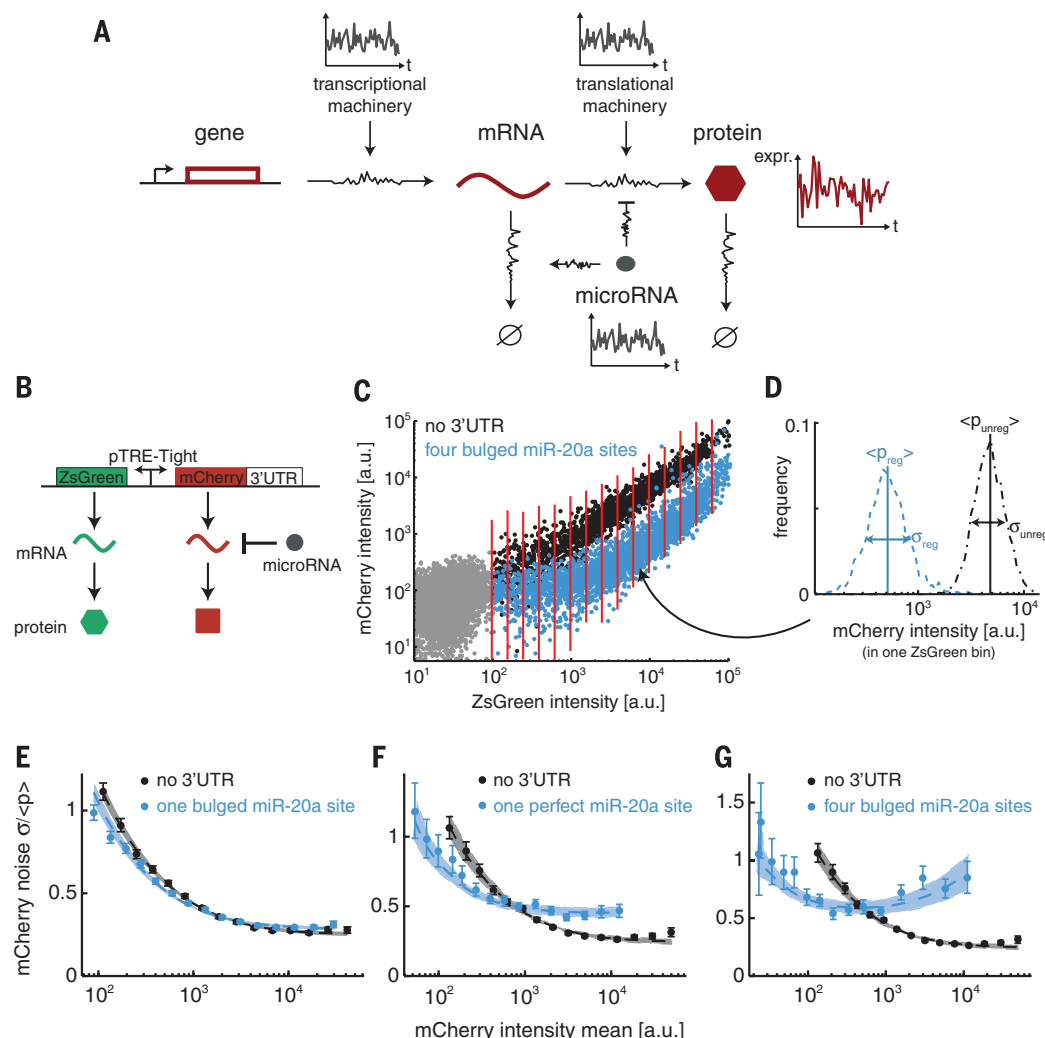 A
t
transcriptional
machinery
t
translational
machinery
gene
mRNA
protein
expr.
t
microRNA
∅
∅
t
B
pTRE-Tight
ZsGreen
mCherry
3'UTR
mRNA
microRNA
protein
C
no 3'UTR
four bulged miR-20a sites
mCherry intensity [a.u.]
10^5
10^4
10^3
10^2
10^1
10^1
10^2
10^3
10^4
10^5
ZsGreen intensity [a.u.]
D
<p_unreg>
<p_reg>
σ_reg
σ_unreg
frequency
0.1
0
10^3
10^4
mCherry intensity [a.u.]
(in one ZsGreen bin)
E
no 3'UTR
one bulged miR-20a site
mCherry noise σ/<p>
1
0.5
0
10^2
10^3
10^4
F
no 3'UTR
one perfect miR-20a site
1
0.5
0
10^2
10^3
10^4
G
no 3'UTR
four bulged miR-20a sites
1.5
1
0.5
0
10^2
10^3
10^4
mCherry intensity mean [a.u.]